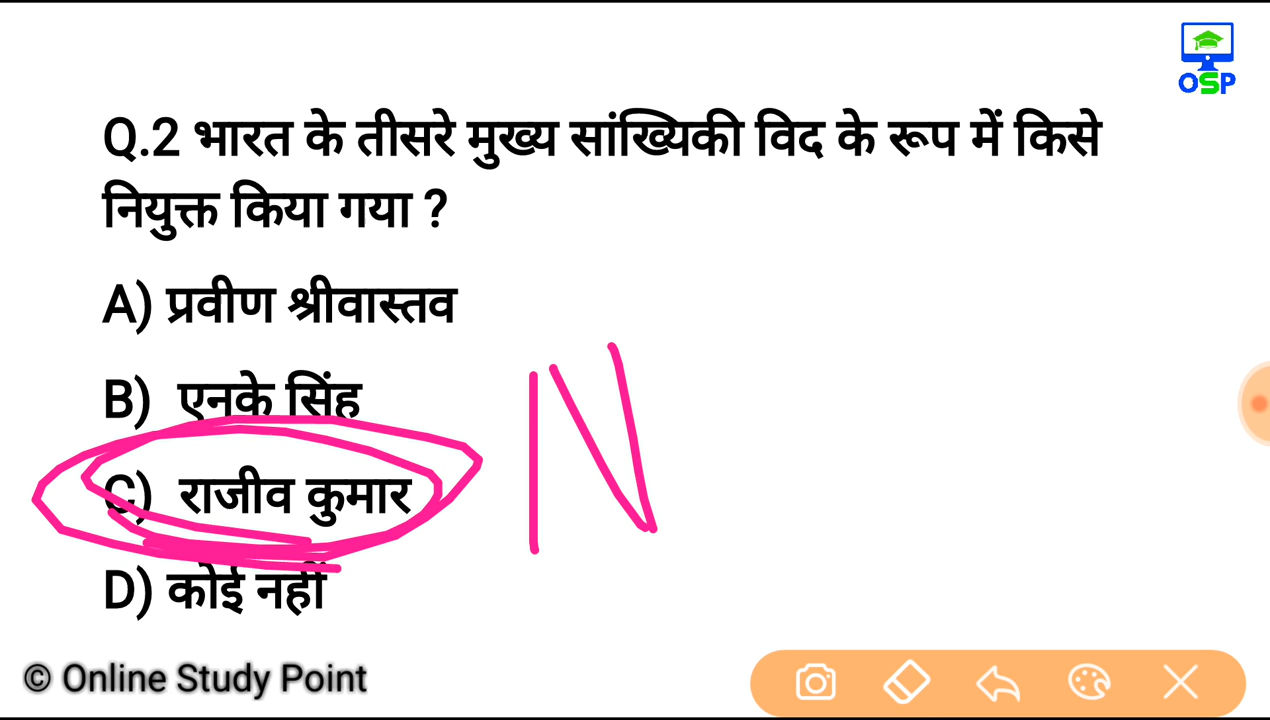 OSP
Q.2 भारत के तीसरे मुख्य सांख्यिकी विद के रूप में किसे
नियुक्त किया गया ?
A) प्रवीण श्रीवास्तव
B) एनके सिंह
C) राजीव कुमार
N
D) कोई नहीं
© Online Study Point